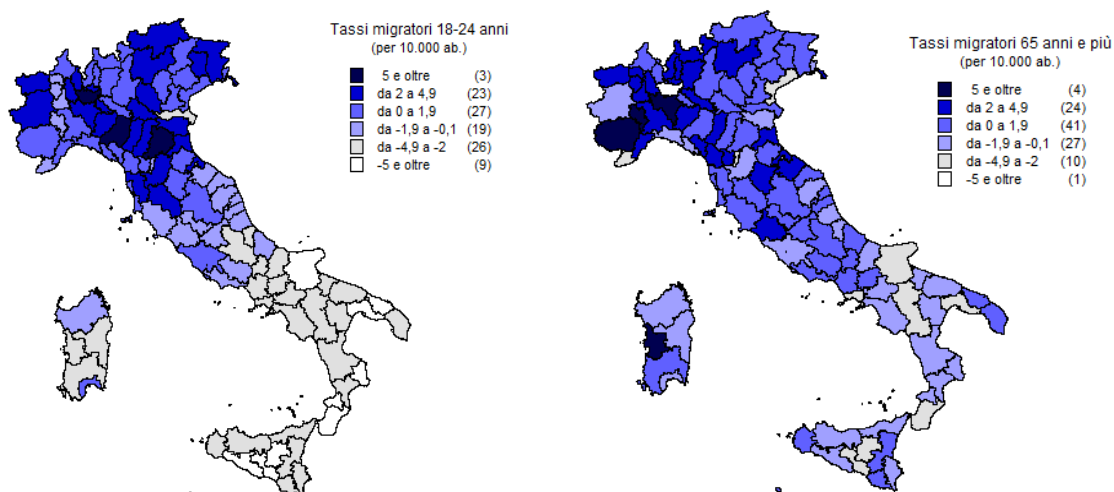 Tassi migratori 18-24 anni
(per 10.000 ab.)
5 e oltre (3)
da 2 a 4,9 (23)
da 0 a 1,9 (27)
da -1,9 a -0,1 (19)
da -4,9 a -2 (26)
-5 e oltre (9)
Tassi migratori 65 anni e più
(per 10.000 ab.)
5 e oltre (4)
da 2 a 4,9 (24)
da 0 a 1,9 (41)
da -1,9 a -0,1 (27)
da -4,9 a -2 (10)
-5 e oltre (1)